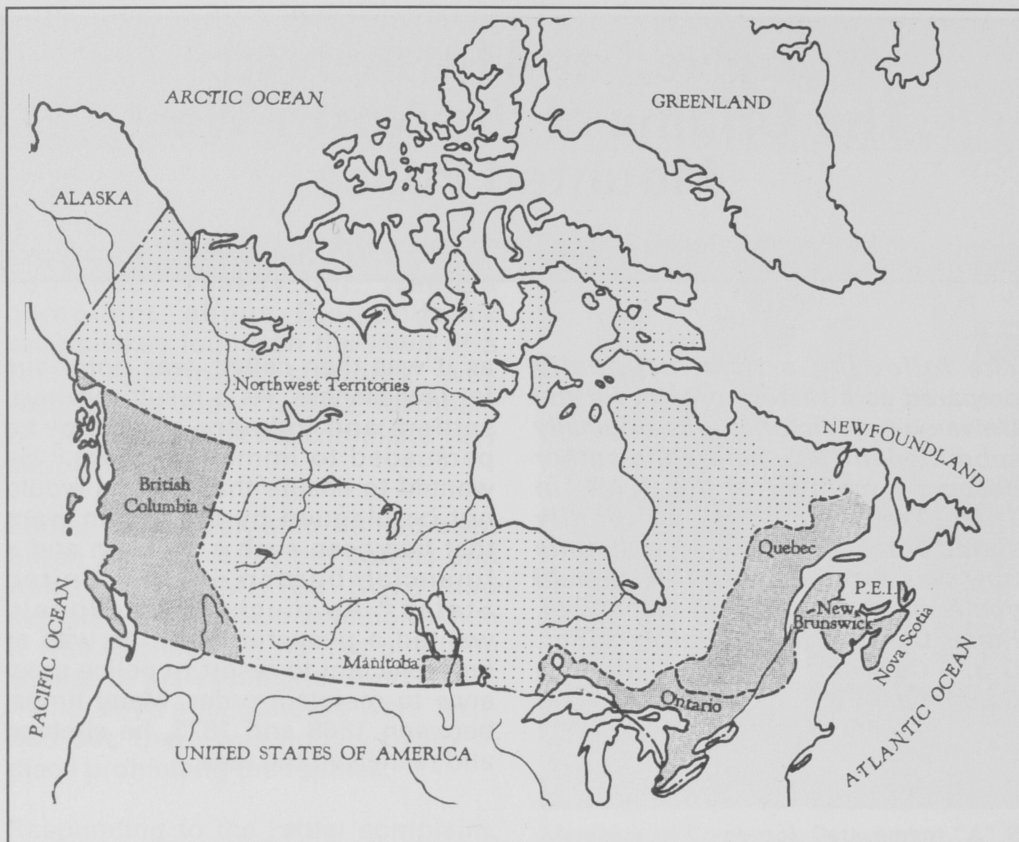 ARCTIC OCEAN
GREENLAND
ALASKA
Northwest Territories
NEWFOUNDLAND
British
Columbia
Quebec
P.E.I.
New
Brunswick
Nova Scotia
PACIFIC OCEAN
Manitoba
Ontario
UNITED STATES OF AMERICA
ATLANTIC OCEAN